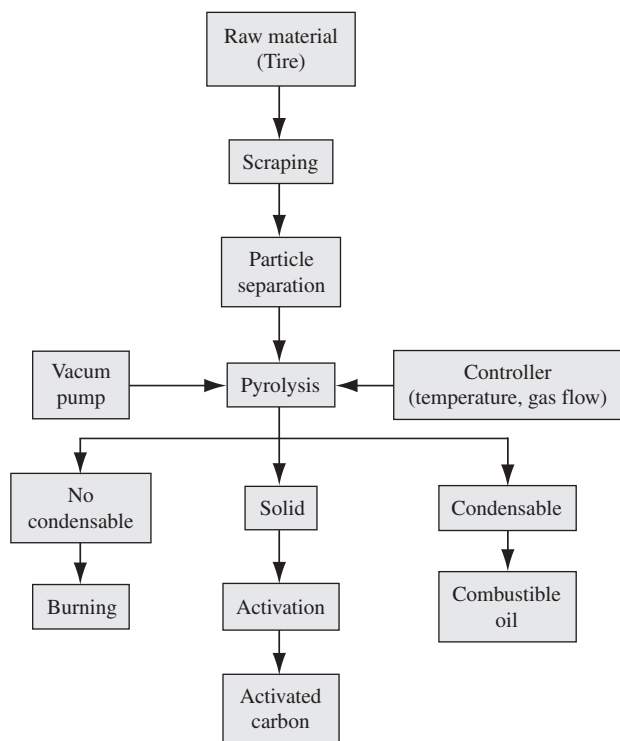 Raw material
(Tire)
Scraping
Particle
separation
Vacum
pump
Pyrolysis
Controller
(temperature, gas flow)
No
condensable
Solid
Condensable
Burning
Activation
Combustible
oil
Activated
carbon